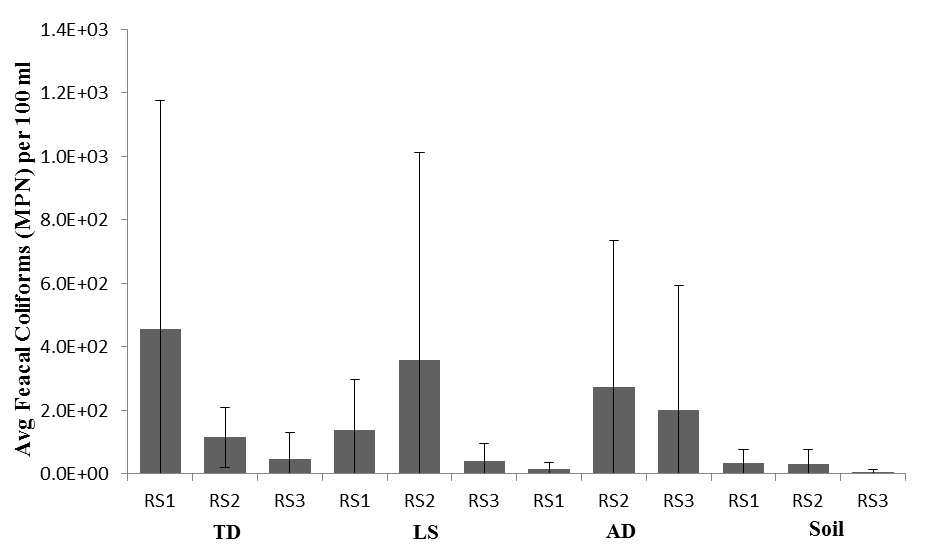 Avg Feacal Coliforms (MPN) per 100 ml
1.4E+03
1.2E+03
1.0E+03
8.0E+02
6.0E+02
4.0E+02
2.0E+02
0.0E+00
RS1 RS2 RS3 RS1 RS2 RS3 RS1 RS2 RS3 RS1 RS2 RS3
TD LS AD Soil